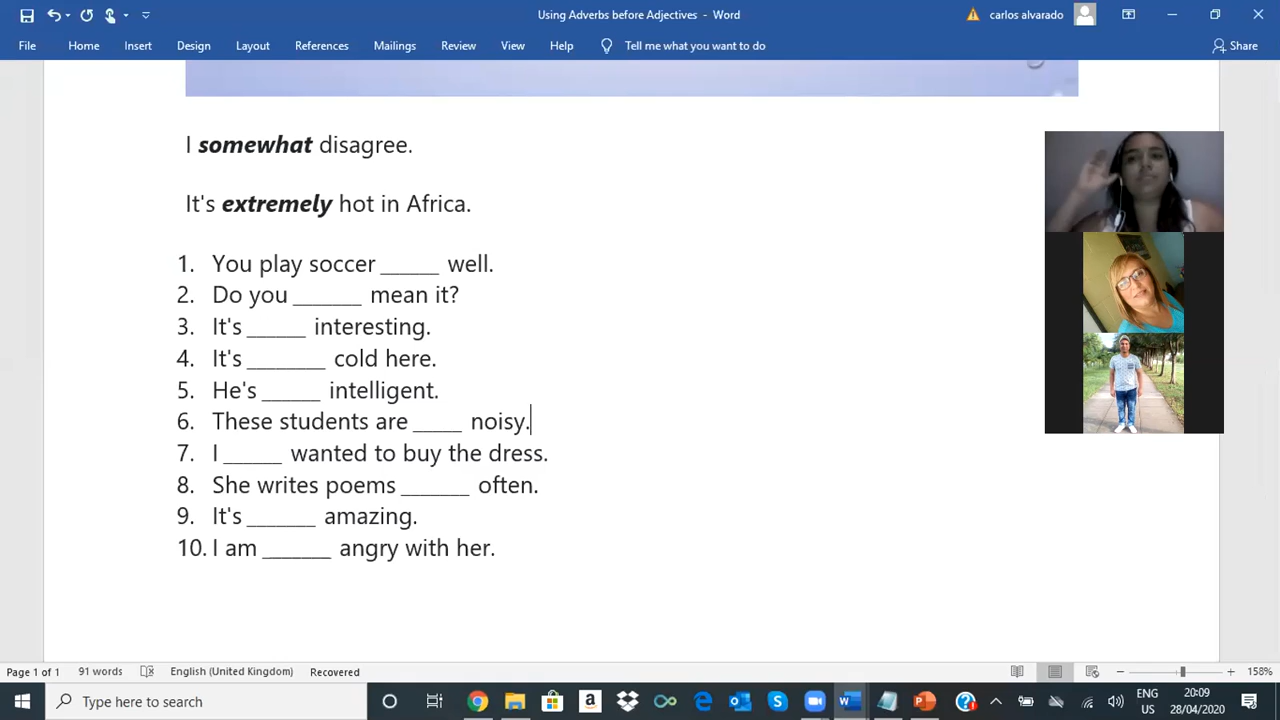 Using Adverbs before Adjectives - Word
carlos alvarado
File Home Insert Design Layout References Mailings Review View Help Tell me what you want to do Share
I somewhat disagree.
It's extremely hot in Africa.
1. You play soccer ______ well.
2. Do you _______ mean it?
3. It's ______ interesting.
4. It's ________ cold here.
5. He's ______ intelligent.
6. These students are _____ noisy.
7. I ______ wanted to buy the dress.
8. She writes poems _______ often.
9. It's _______ amazing.
10. I am _______ angry with her.
Page 1 of 1 91 words English (United Kingdom) Recovered 158%
Type here to search
ENG
US
20:09
28/04/2020